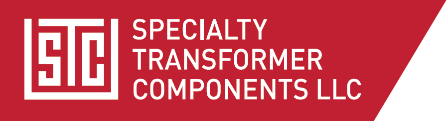 STC
SPECIALTY
TRANSFORMER
COMPONENTS LLC